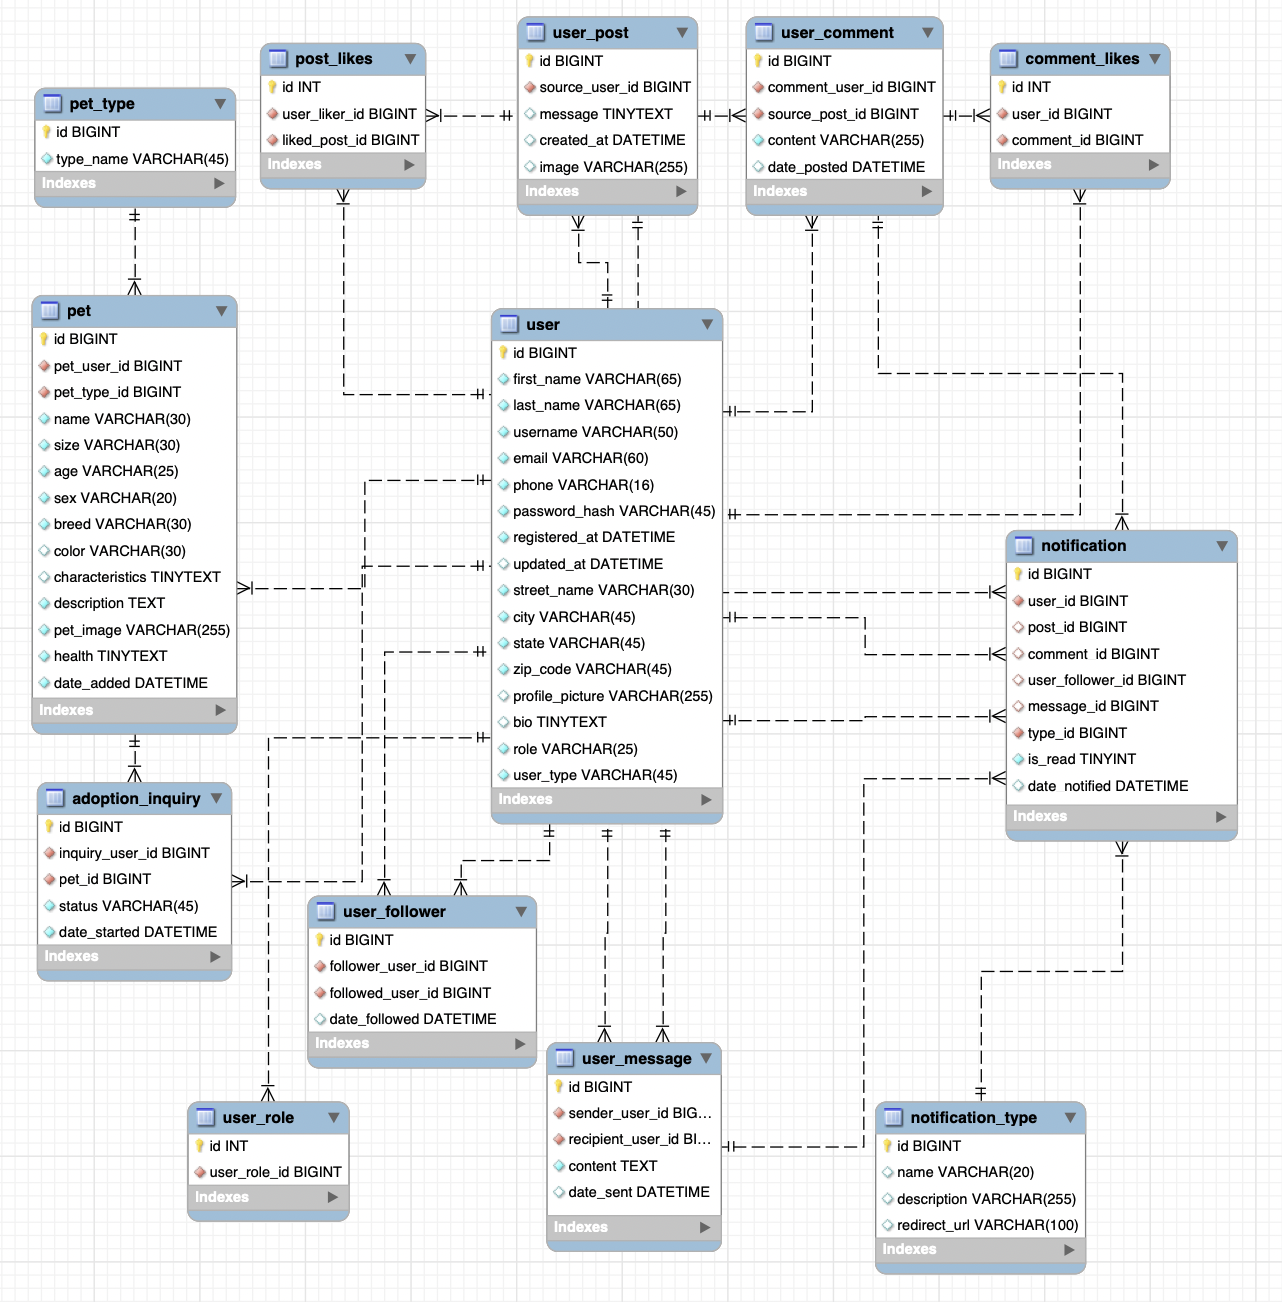 pet_type
id BIGINT
type_name VARCHAR(45)
Indexes
post_likes
id INT
user_liker_id BIGINT
liked_post_id BIGINT
Indexes
user_post
id BIGINT
source_user_id BIGINT
message TINYTEXT
created_at DATETIME
image VARCHAR(255)
Indexes
user_comment
id BIGINT
comment_user_id BIGINT
source_post_id BIGINT
content VARCHAR(255)
date_posted DATETIME
Indexes
comment_likes
id INT
user_id BIGINT
comment_id BIGINT
Indexes
pet
id BIGINT
pet_user_id BIGINT
pet_type_id BIGINT
name VARCHAR(30)
size VARCHAR(30)
age VARCHAR(25)
sex VARCHAR(20)
breed VARCHAR(30)
color VARCHAR(30)
characteristics TINYTEXT
description TEXT
pet_image VARCHAR(255)
health TINYTEXT
date_added DATETIME
Indexes
user
id BIGINT
first_name VARCHAR(65)
last_name VARCHAR(65)
username VARCHAR(50)
email VARCHAR(60)
phone VARCHAR(16)
password_hash VARCHAR(45)
registered_at DATETIME
updated_at DATETIME
street_name VARCHAR(30)
city VARCHAR(45)
state VARCHAR(45)
zip_code VARCHAR(45)
profile_picture VARCHAR(255)
bio TINYTEXT
role VARCHAR(25)
user_type VARCHAR(45)
Indexes
notification
id BIGINT
user_id BIGINT
post_id BIGINT
comment_id BIGINT
user_follower_id BIGINT
message_id BIGINT
type_id BIGINT
is_read TINYINT
date_notified DATETIME
Indexes
adoption_inquiry
id BIGINT
inquiry_user_id BIGINT
pet_id BIGINT
status VARCHAR(45)
date_started DATETIME
Indexes
user_follower
id BIGINT
follower_user_id BIGINT
followed_user_id BIGINT
date_followed DATETIME
Indexes
user_message
id BIGINT
sender_user_id BIG...
recipient_user_id BI...
content TEXT
date_sent DATETIME
Indexes
user_role
id INT
user_role_id BIGINT
Indexes
notification_type
id BIGINT
name VARCHAR(20)
description VARCHAR(255)
redirect_url VARCHAR(100)
Indexes